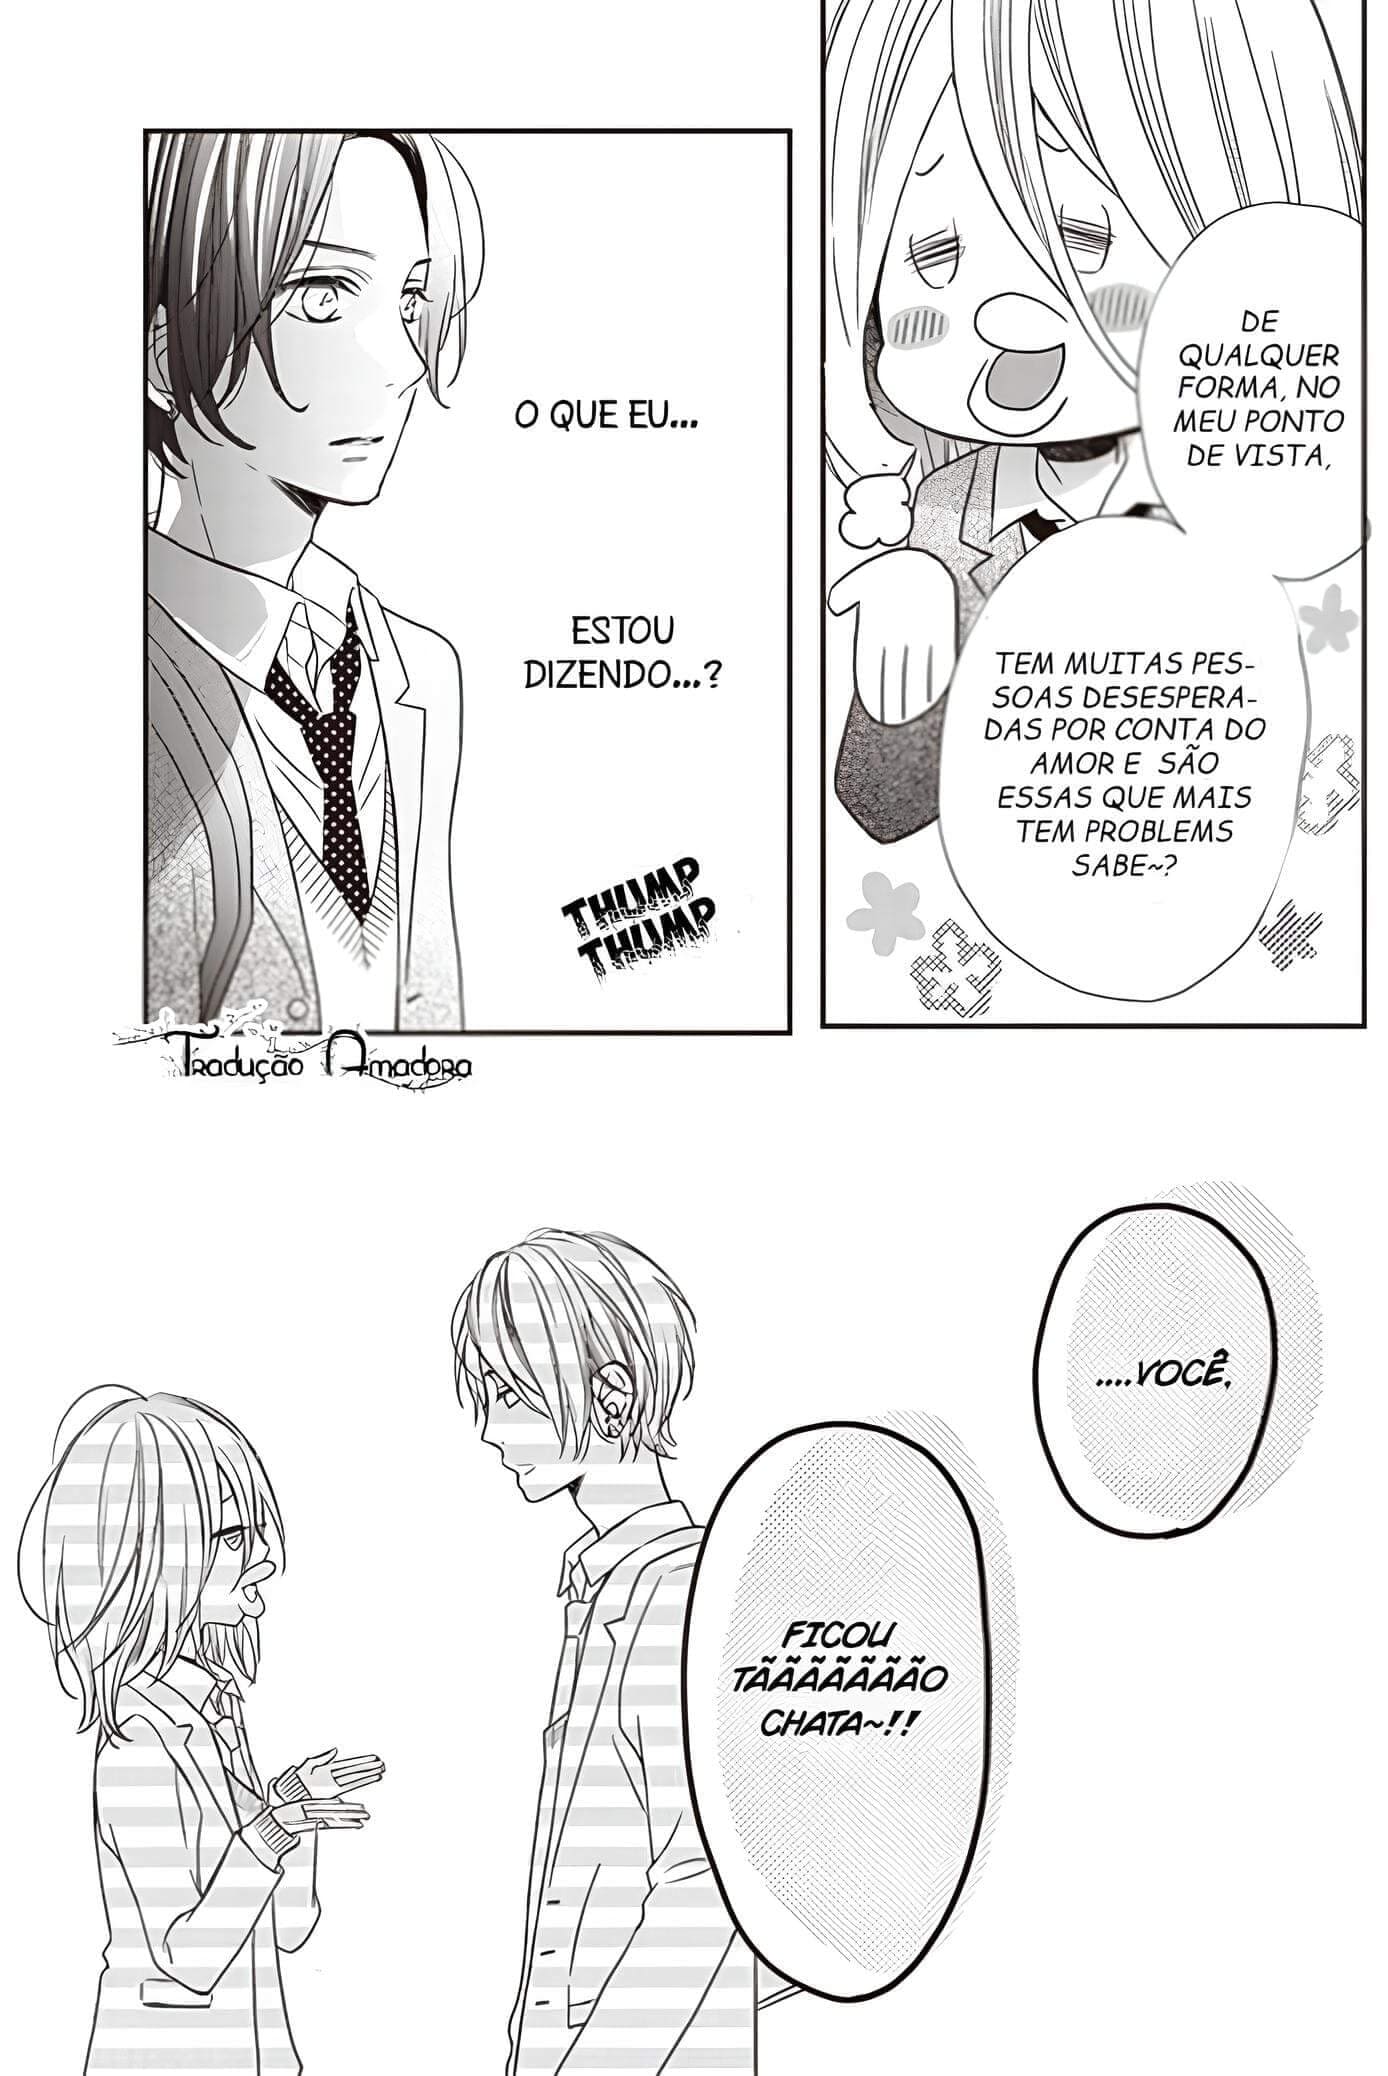 DE
QUALQUER
FORMA, NO
MEU PONTO
DE VISTA,
TEM MUITAS PES-
SOAS DESESPERA-
DAS POR CONTA DO
AMOR E SÃO
ESSAS QUE MAIS
TEM PROBLEMS
SABE~?
O QUE EU...
ESTOU
DIZENDO...?
THUMP
THUMP
Tradução Amadora
....VOCÊ,
FICOU
TÃÃÃÃÃÃÃÃO
CHATA~!!